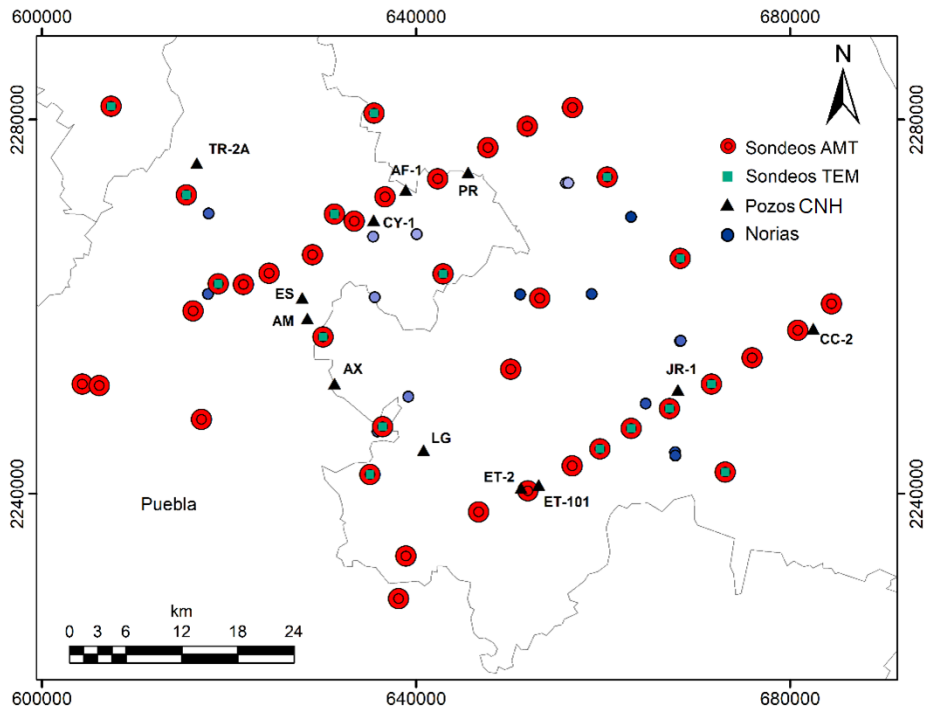 600000
640000
680000
2280000
2280000
N
Sondeos AMT
Sondeos TEM
Pozos CNH
Norias
TR-2A
AF-1
PR
CY-1
ES
AM
CC-2
AX
JR-1
LG
ET-2
ET-101
2240000
2240000
Puebla
km
0 3 6 12 18 24
600000
640000
680000